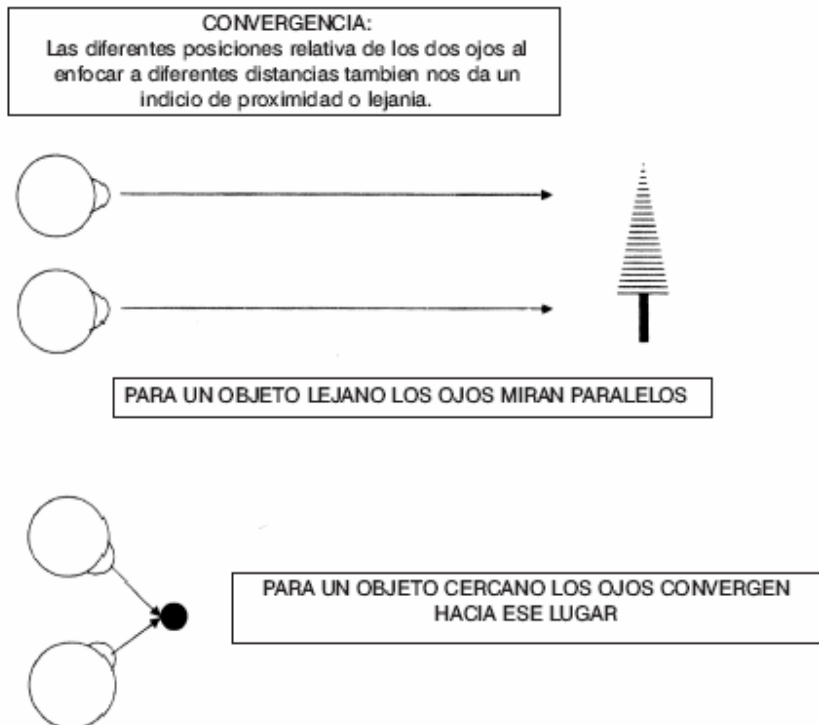 CONVERGENCIA:
Las diferentes posiciones relativa de los dos ojos al
enfocar a diferentes distancias tambien nos da un
indicio de proximidad o lejania.
PARA UN OBJETO LEJANO LOS OJOS MIRAN PARALELOS
PARA UN OBJETO CERCANO LOS OJOS CONVERGEN
HACIA ESE LUGAR